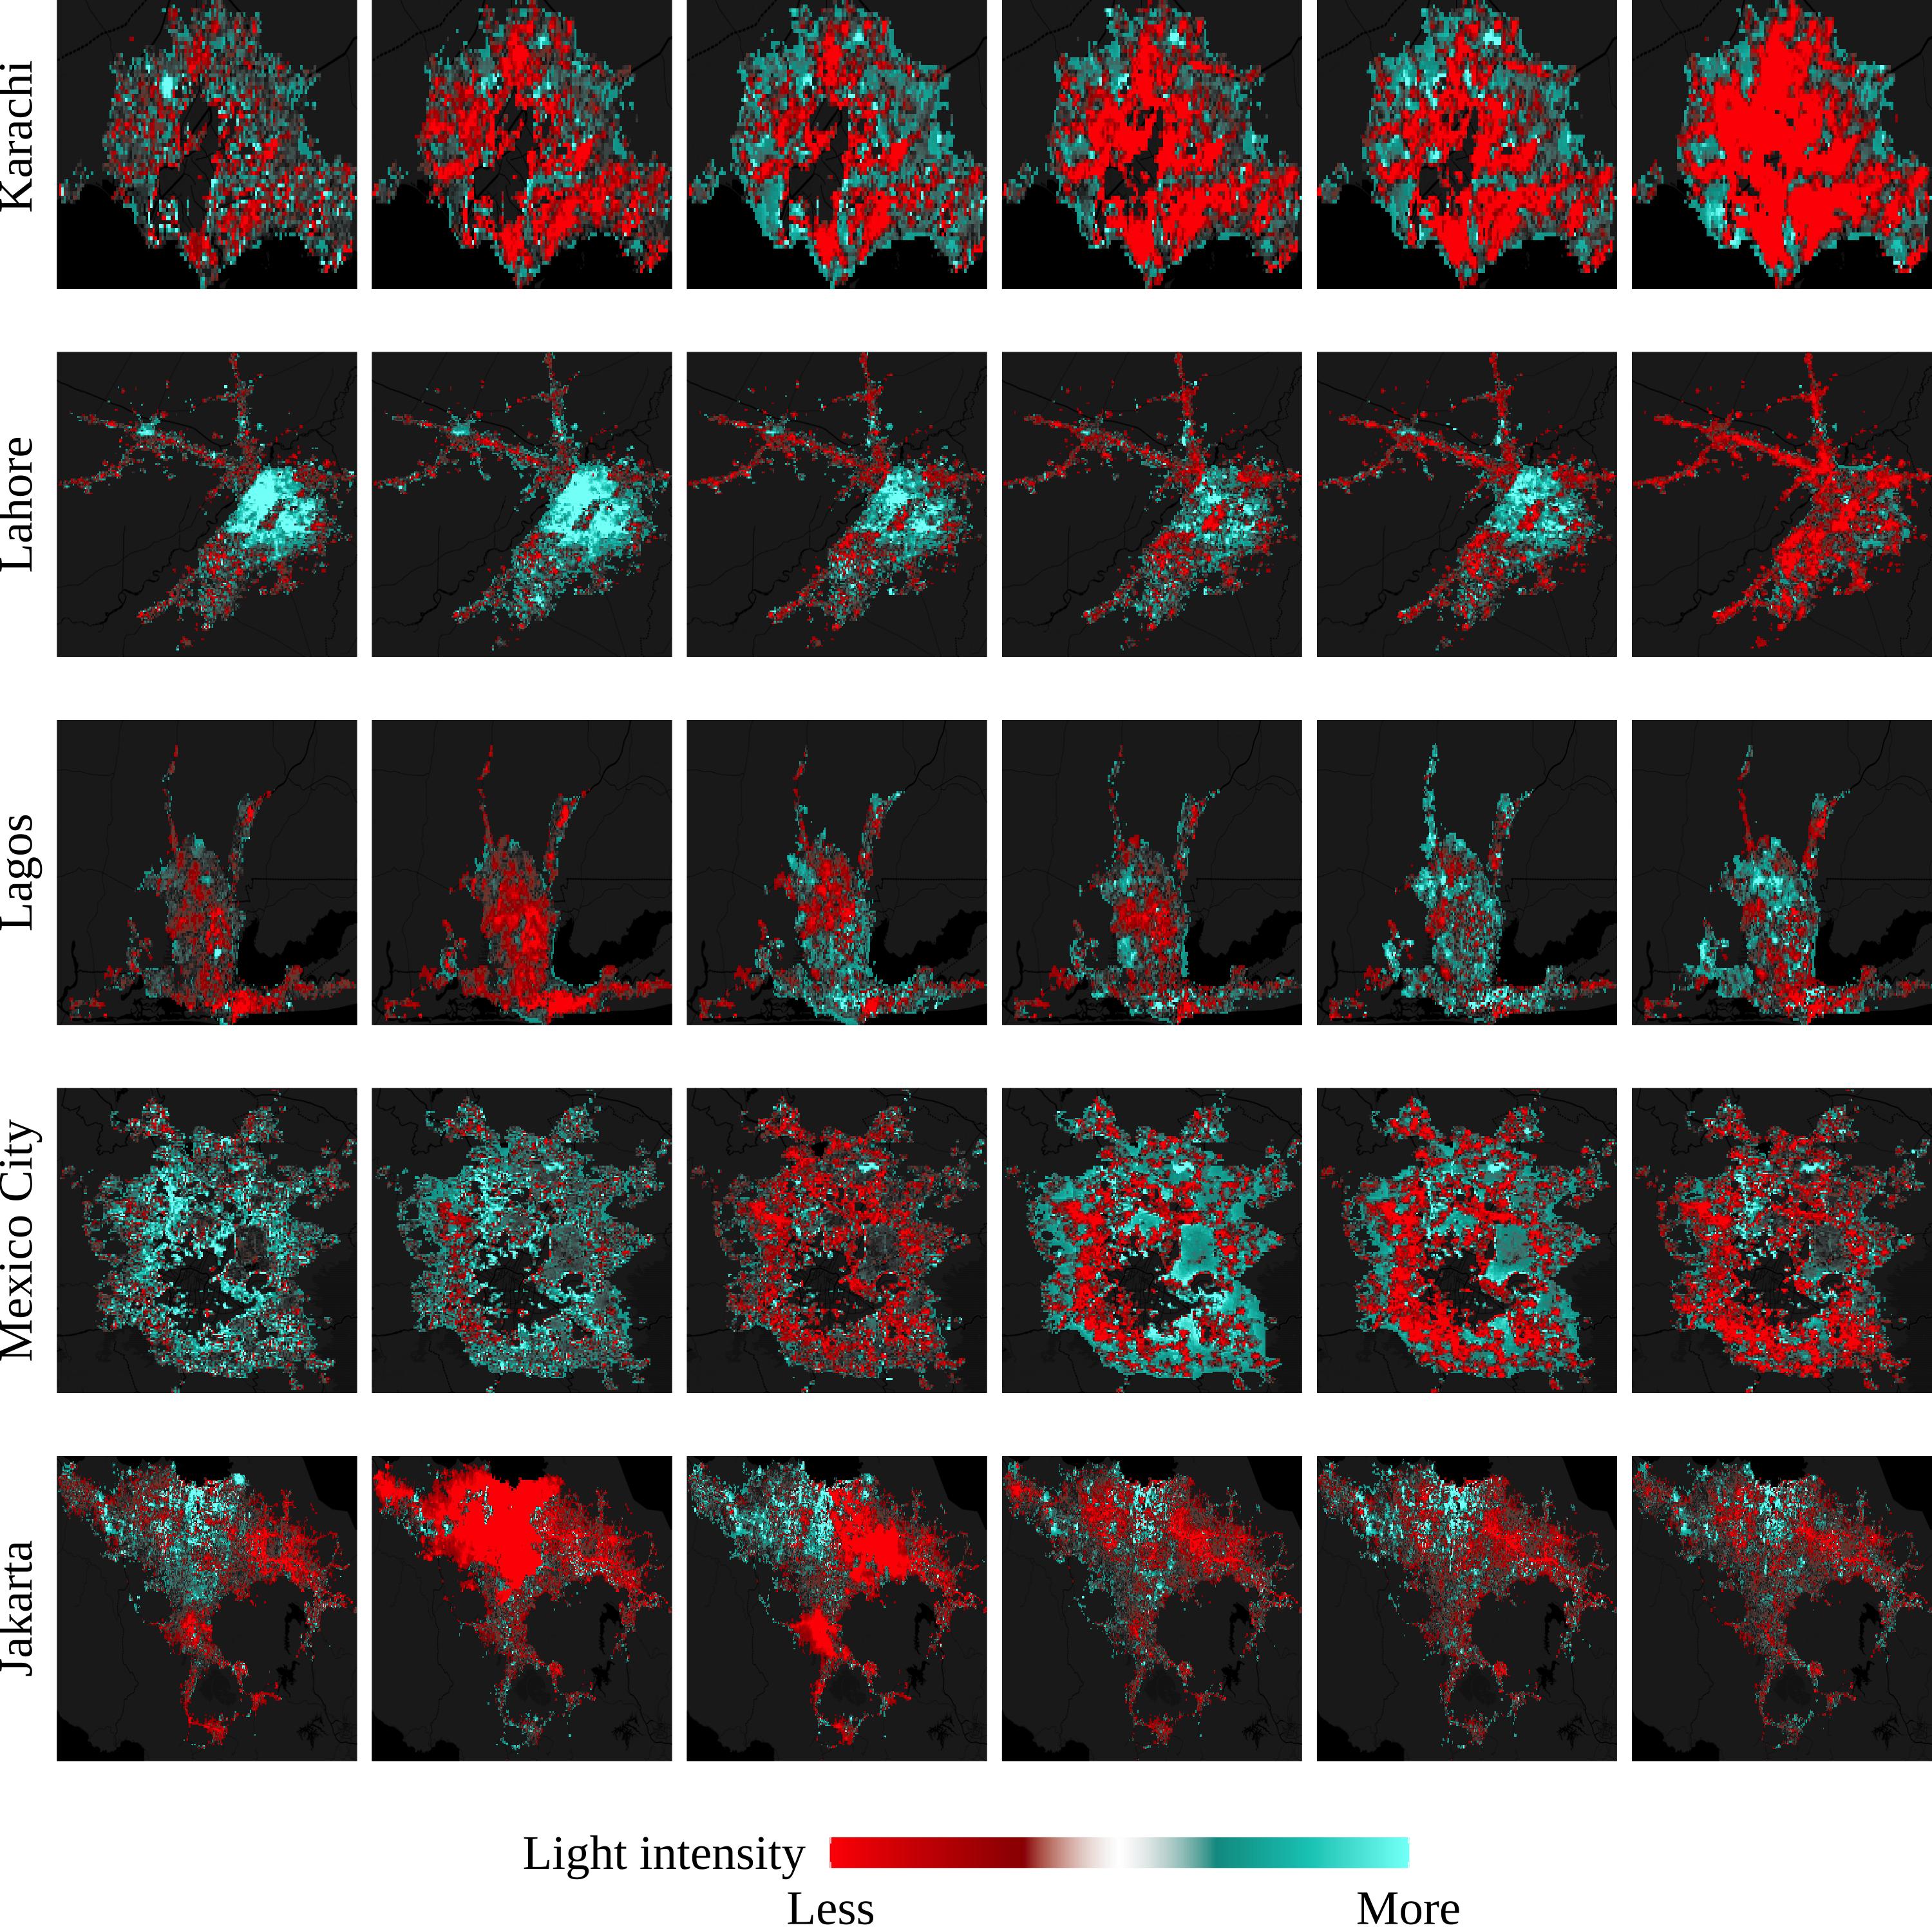 Karachi
Lahore
Lagos
Mexico City
Jakarta
Light intensity
Less
More